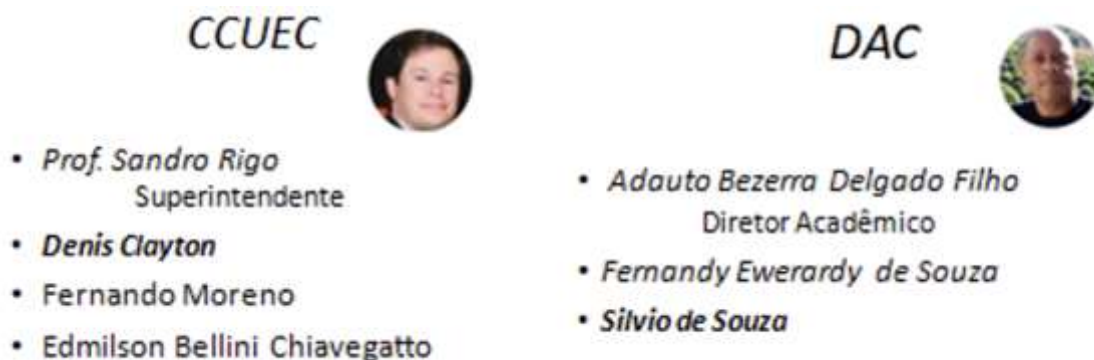 CCUEC
• Prof. Sandro Rigo
Superintendente
• Denis Clayton
• Fernando Moreno
• Edmilson Bellini Chiavegatto
DAC
• Adauto Bezerra Delgado Filho
Diretor Acadêmico
• Fernandy Ewerardy de Souza
• Silvio de Souza